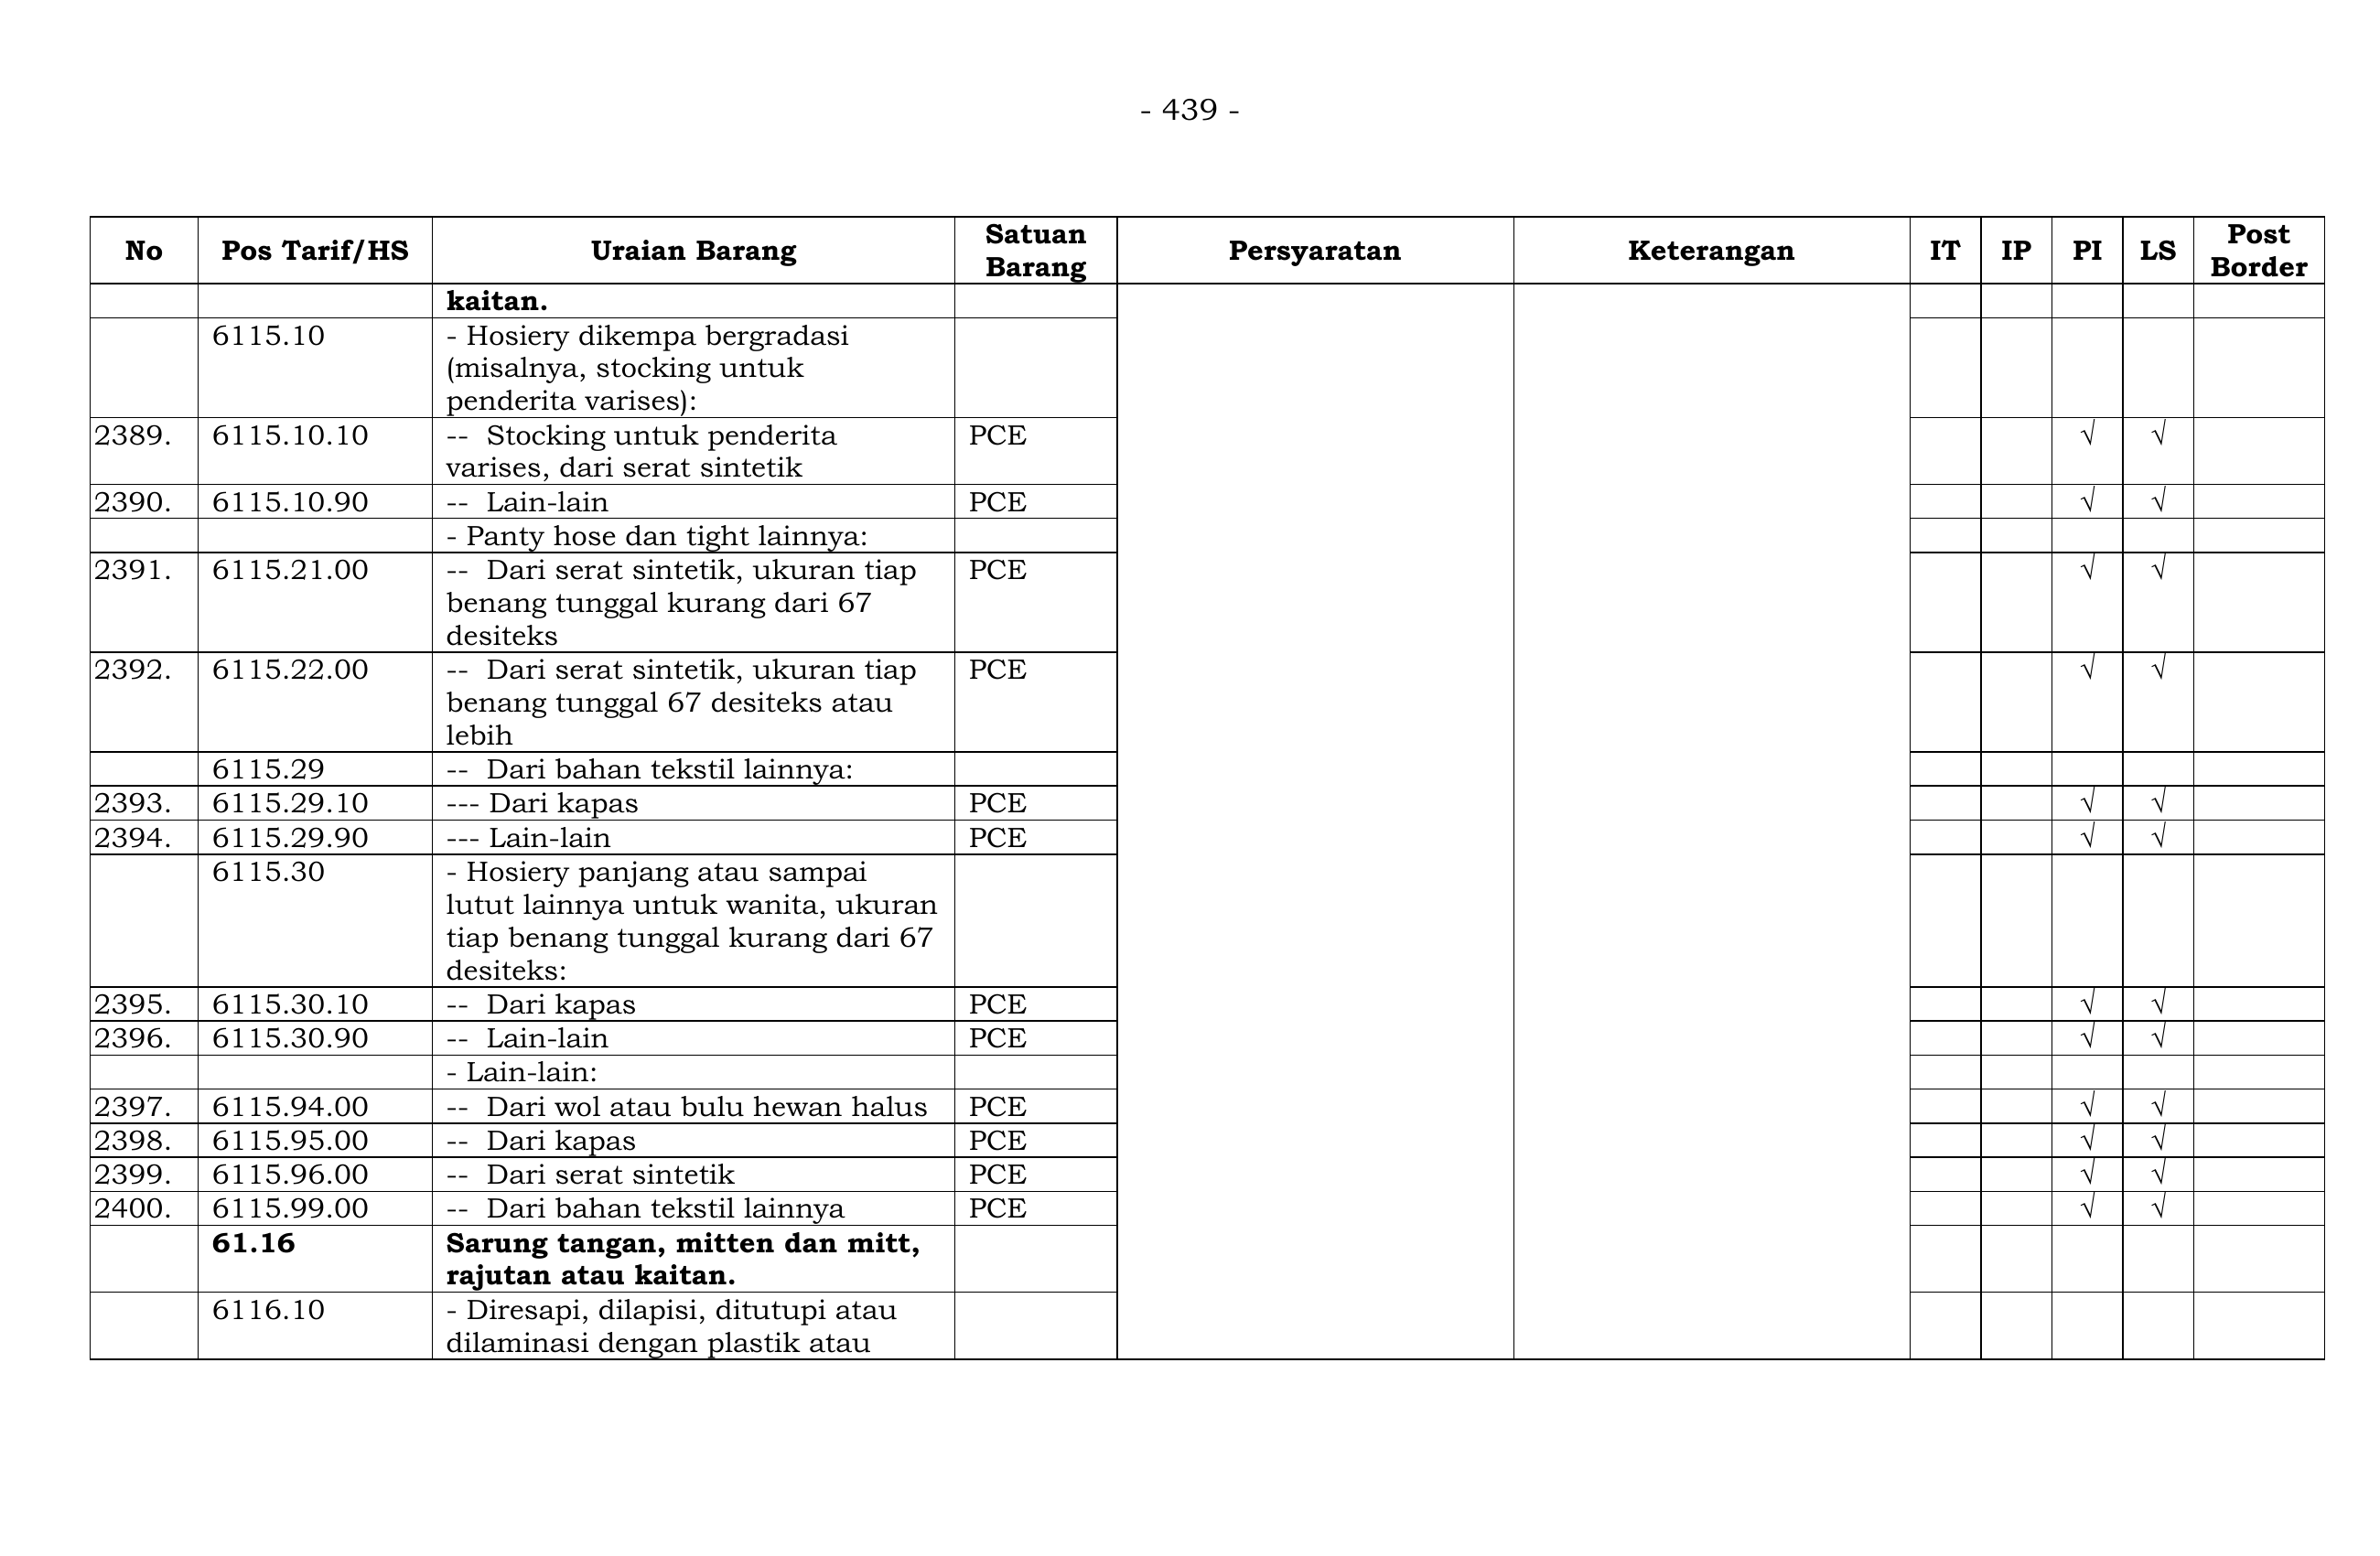 - 439 -
No Pos Tarif/HS Uraian Barang Satuan Barang Persyaratan Keterangan IT IP PI LS Post Border
kaitan.
6115.10 - Hosiery dikempa bergradasi
(misalnya, stocking untuk
penderita varises):
2389. 6115.10.10 -- Stocking untuk penderita PCE √ √
varises, dari serat sintetik
2390. 6115.10.90 -- Lain-lain PCE √ √
- Panty hose dan tight lainnya:
2391. 6115.21.00 -- Dari serat sintetik, ukuran tiap PCE √ √
benang tunggal kurang dari 67
desiteks
2392. 6115.22.00 -- Dari serat sintetik, ukuran tiap PCE √ √
benang tunggal 67 desiteks atau
lebih
6115.29 -- Dari bahan tekstil lainnya:
2393. 6115.29.10 --- Dari kapas PCE √ √
2394. 6115.29.90 --- Lain-lain PCE √ √
6115.30 - Hosiery panjang atau sampai
lutut lainnya untuk wanita, ukuran
tiap benang tunggal kurang dari 67
desiteks:
2395. 6115.30.10 -- Dari kapas PCE √ √
2396. 6115.30.90 -- Lain-lain PCE √ √
- Lain-lain:
2397. 6115.94.00 -- Dari wol atau bulu hewan halus PCE √ √
2398. 6115.95.00 -- Dari kapas PCE √ √
2399. 6115.96.00 -- Dari serat sintetik PCE √ √
2400. 6115.99.00 -- Dari bahan tekstil lainnya PCE √ √
61.16 Sarung tangan, mitten dan mitt,
rajutan atau kaitan.
6116.10 - Diresapi, dilapisi, ditutupi atau
dilaminasi dengan plastik atau